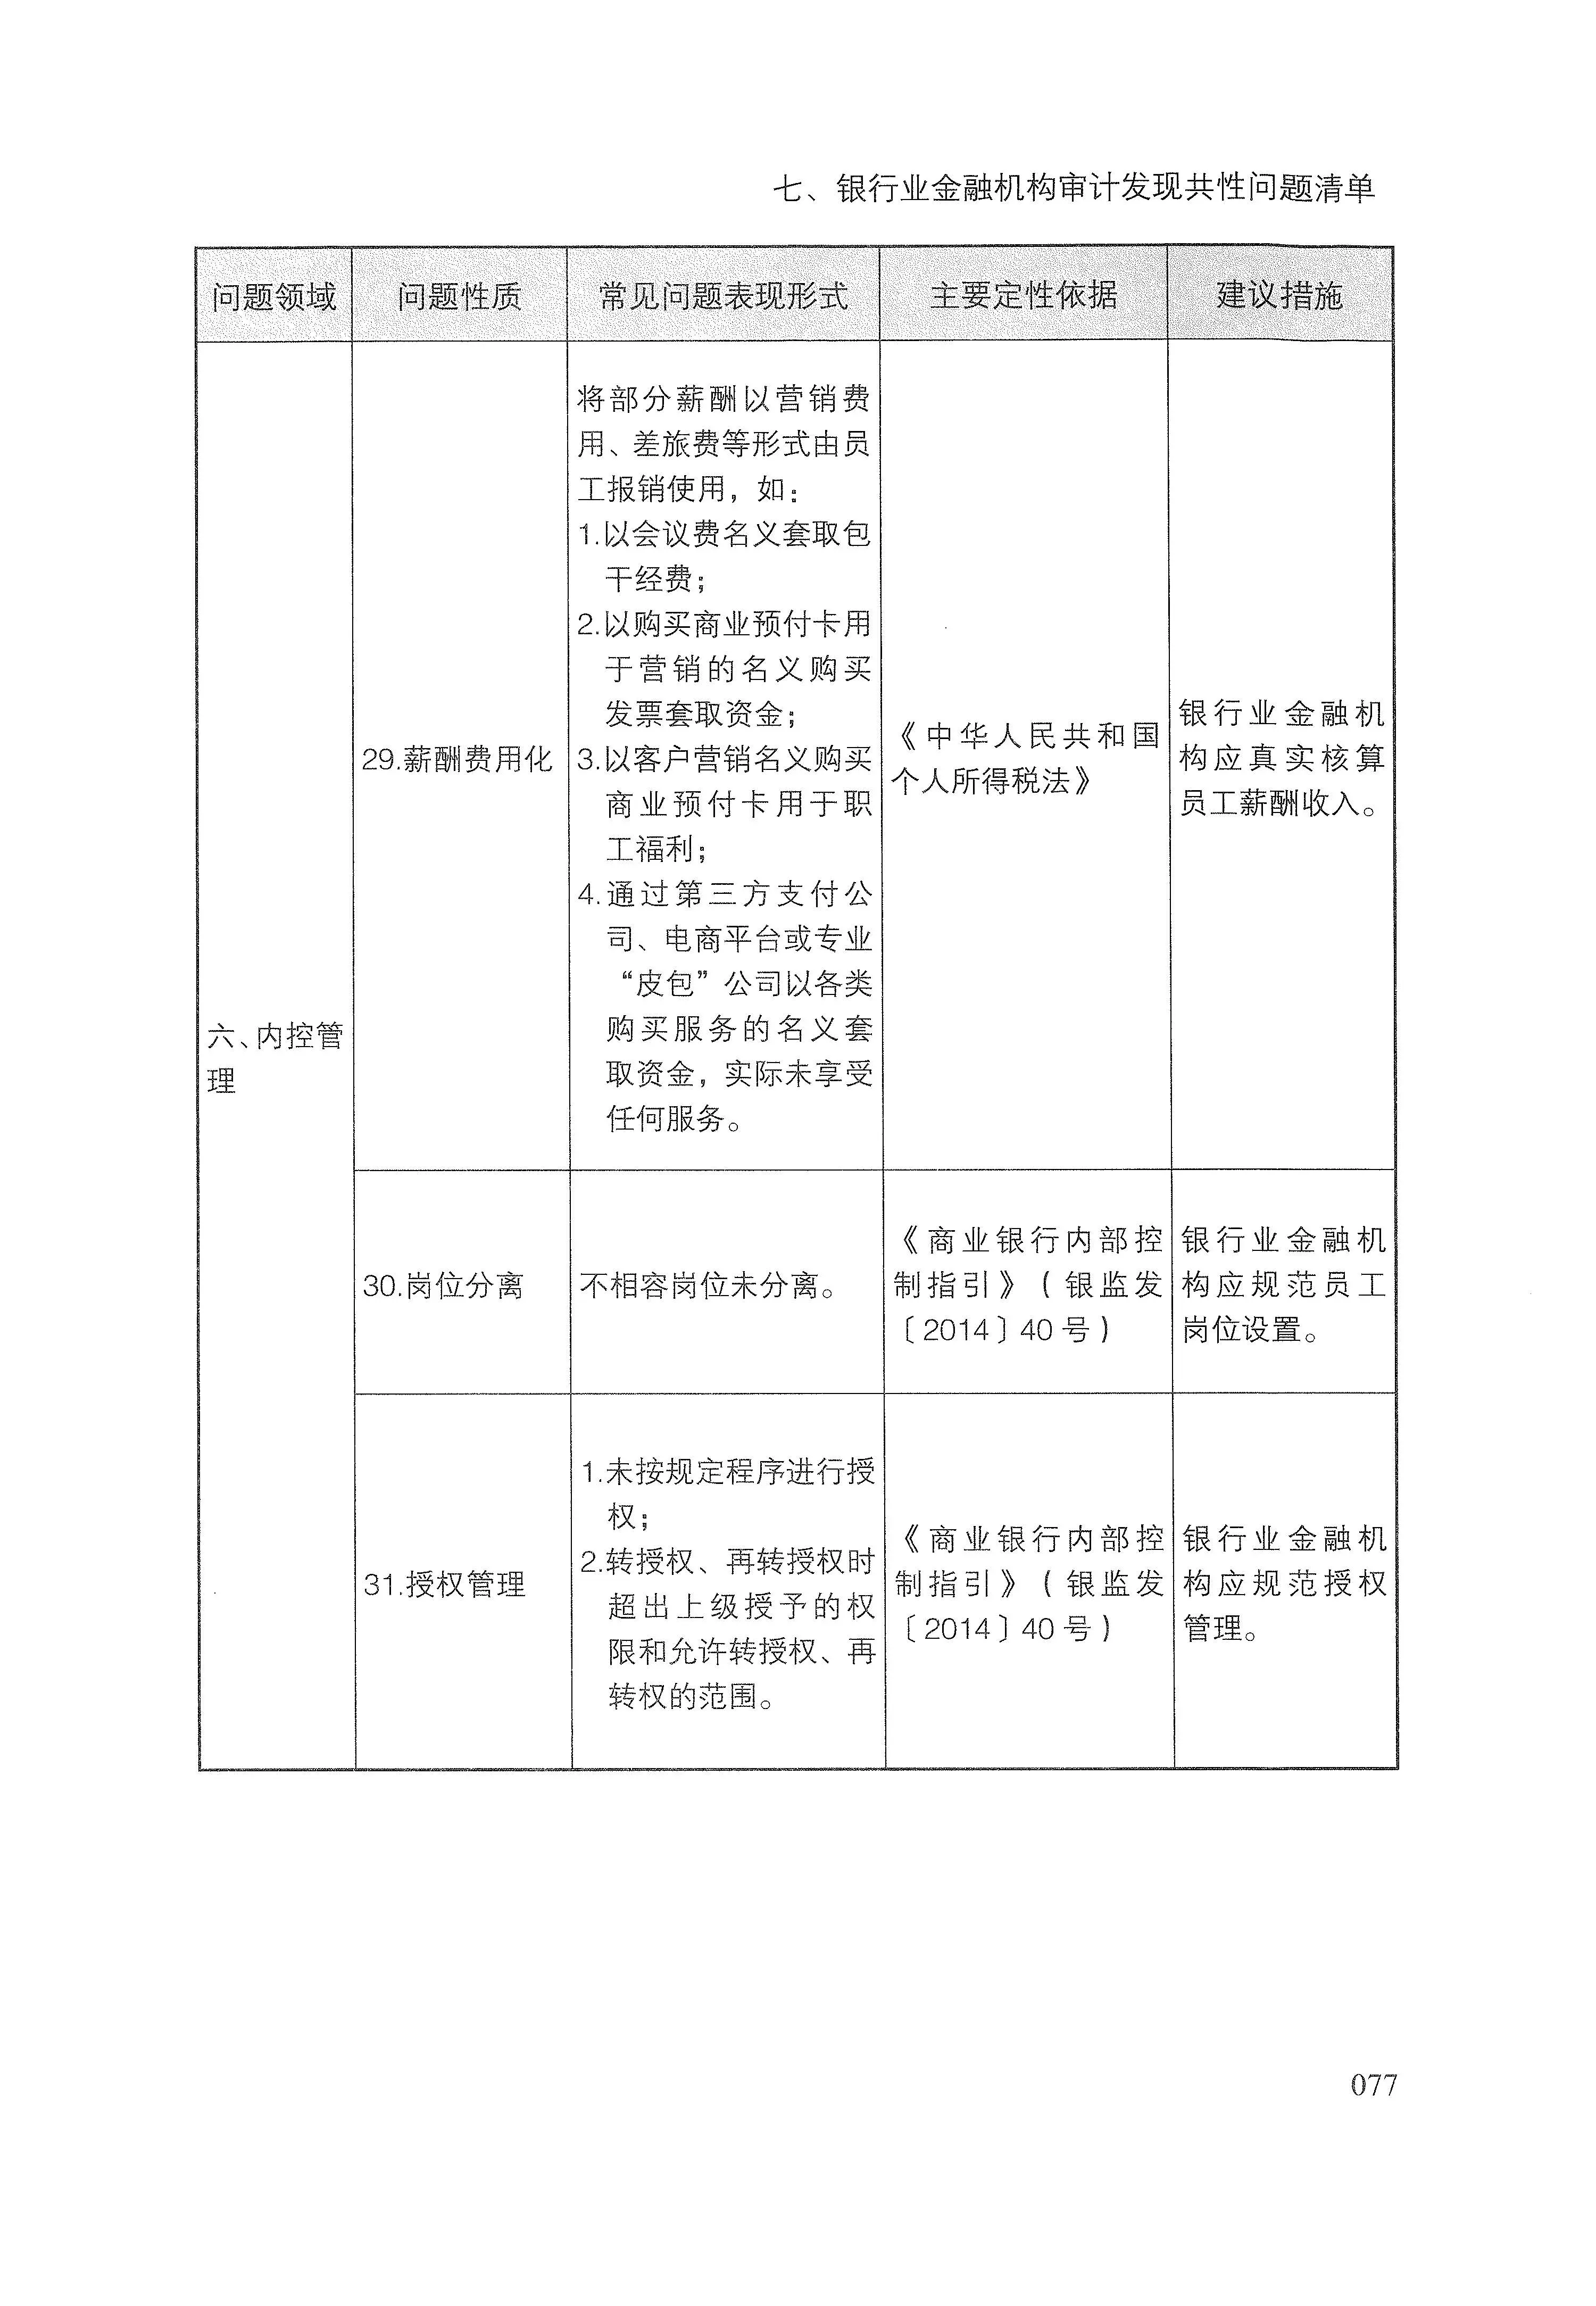 七、银行业金融机构审计发现共性问题清单
问题领域
问题性质
常见问题表现形式
主要定性依据
建议措施
六、内控管
理
29.薪酬费用化
将部分薪酬以营销费
用、差旅费等形式由员
工报销使用，如：
1.以会议费名义套取包
干经费；
2.以购买商业预付卡用
于营销的名义购买
发票套取资金；
3.以客户营销名义购买
商业预付卡用于职
工福利；
4.通过第三方支付公
司、电商平台或专业
“皮包”公司以各类
购买服务的名义套
取资金，实际未享受
任何服务。
《中华人民共和国
个人所得税法》
银行业金融机
构应真实核算
员工薪酬收入。
30.岗位分离
不相容岗位未分离。
《商业银行内部控
制指引》（银监发
〔2014〕40号）
银行业金融机
构应规范员工
岗位设置。
31.授权管理
1.未按规定程序进行授
权；
2.转授权、再转授权时
超出上级授予的权
限和允许转授权、再
转权的范围。
《商业银行内部控
制指引》（银监发
〔2014〕40号）
银行业金融机
构应规范授权
管理。
077